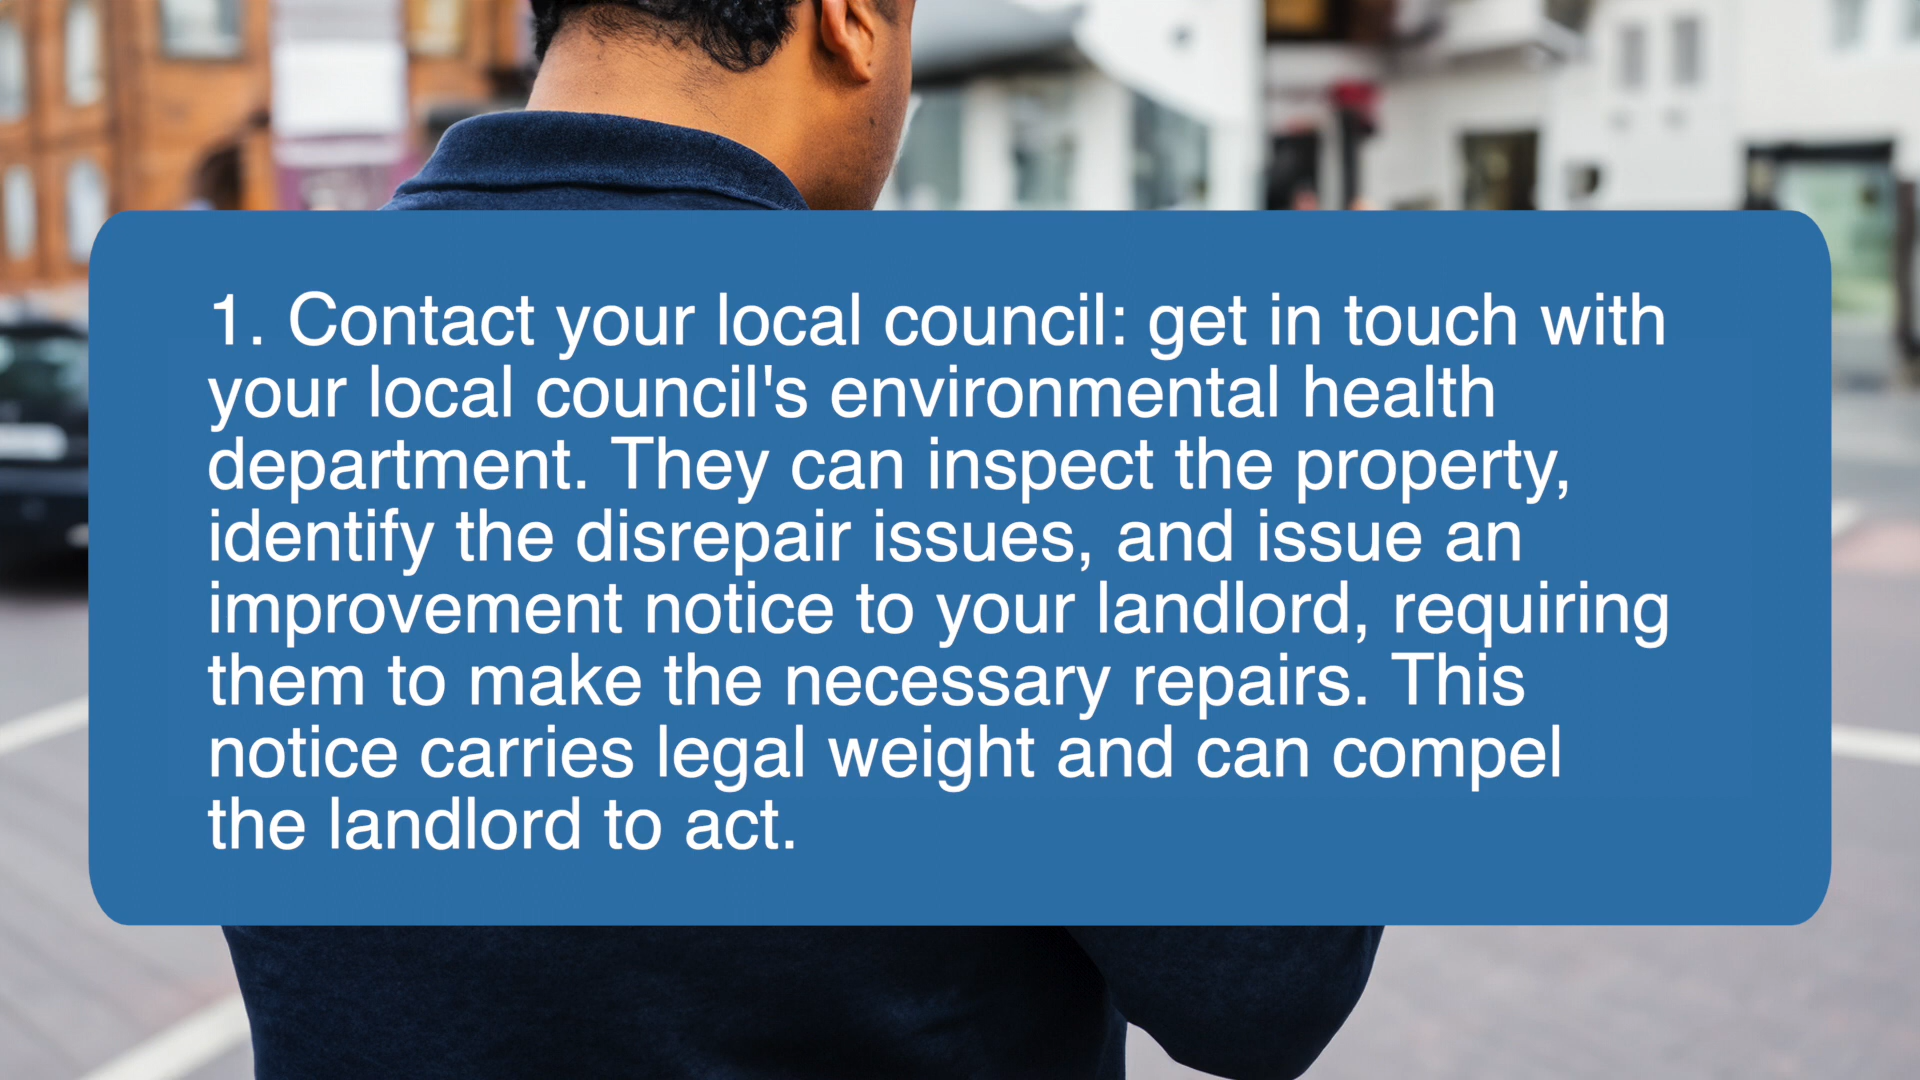 1. Contact your local council: get in touch with
your local council's environmental health
department. They can inspect the property,
identify the disrepair issues, and issue an
improvement notice to your landlord, requiring
them to make the necessary repairs. This
notice carries legal weight and can compel
the landlord to act.